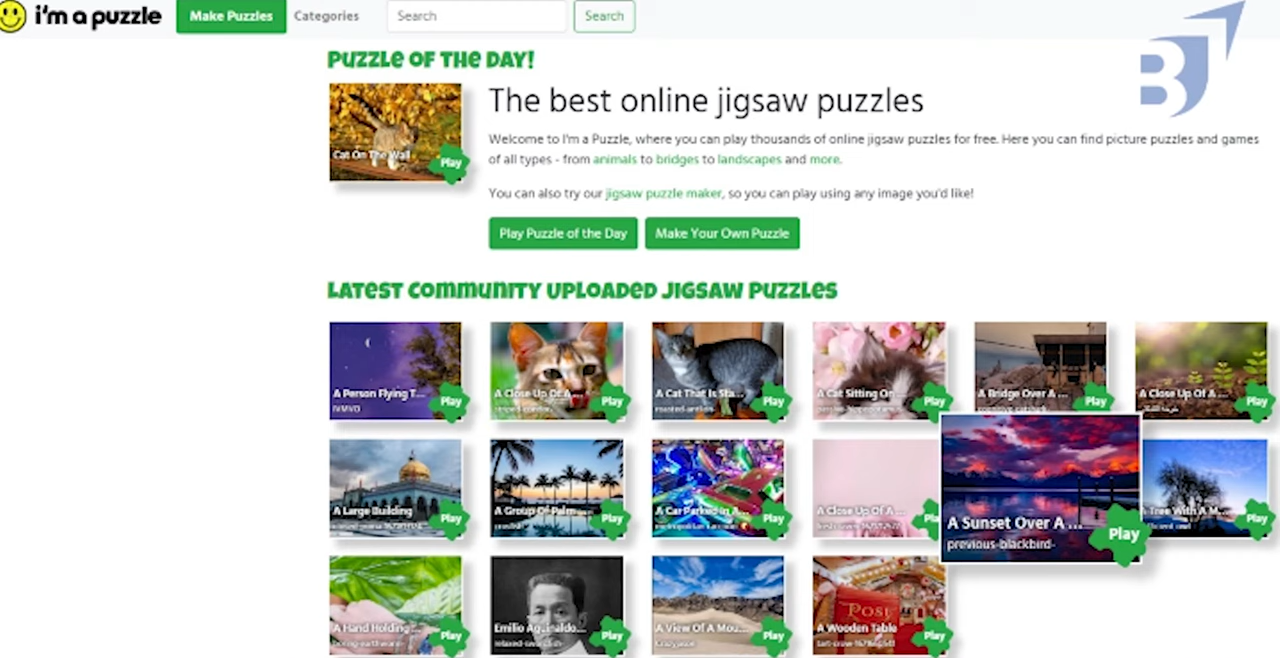 i'm a puzzle Make Puzzles Categories Search Search
PUZZLE OF THE DAY!
Cat On The Wall
Play
The best online jigsaw puzzles
Welcome to I'm a Puzzle, where you can play thousands of online jigsaw puzzles for free. Here you can find picture puzzles and games
of all types - from animals to bridges to landscapes and more.
You can also try our jigsaw puzzle maker, so you can play using any image you'd like!
Play Puzzle of the Day Make Your Own Puzzle
LATEST COMMUNITY UPLOADED JIGSAW PUZZLES
A Person Flying T... A Close Up Of A ... A Cat That Is Sta... A Cat Sitting On ... A Bridge Over A ... A Close Up Of A ...
Play Play Play Play Play Play
A Large Building A Group Of Palm ... A Car Parked In A... A Close Up Of A ... A Sunset Over A ... Tree With A M...
previous-blackbird-
Play Play Play Play Play Play
POST
A Hand Holding ... Emilio Aguinaldo... A View Of A Mou... A Wooden Table
Play Play Play Play